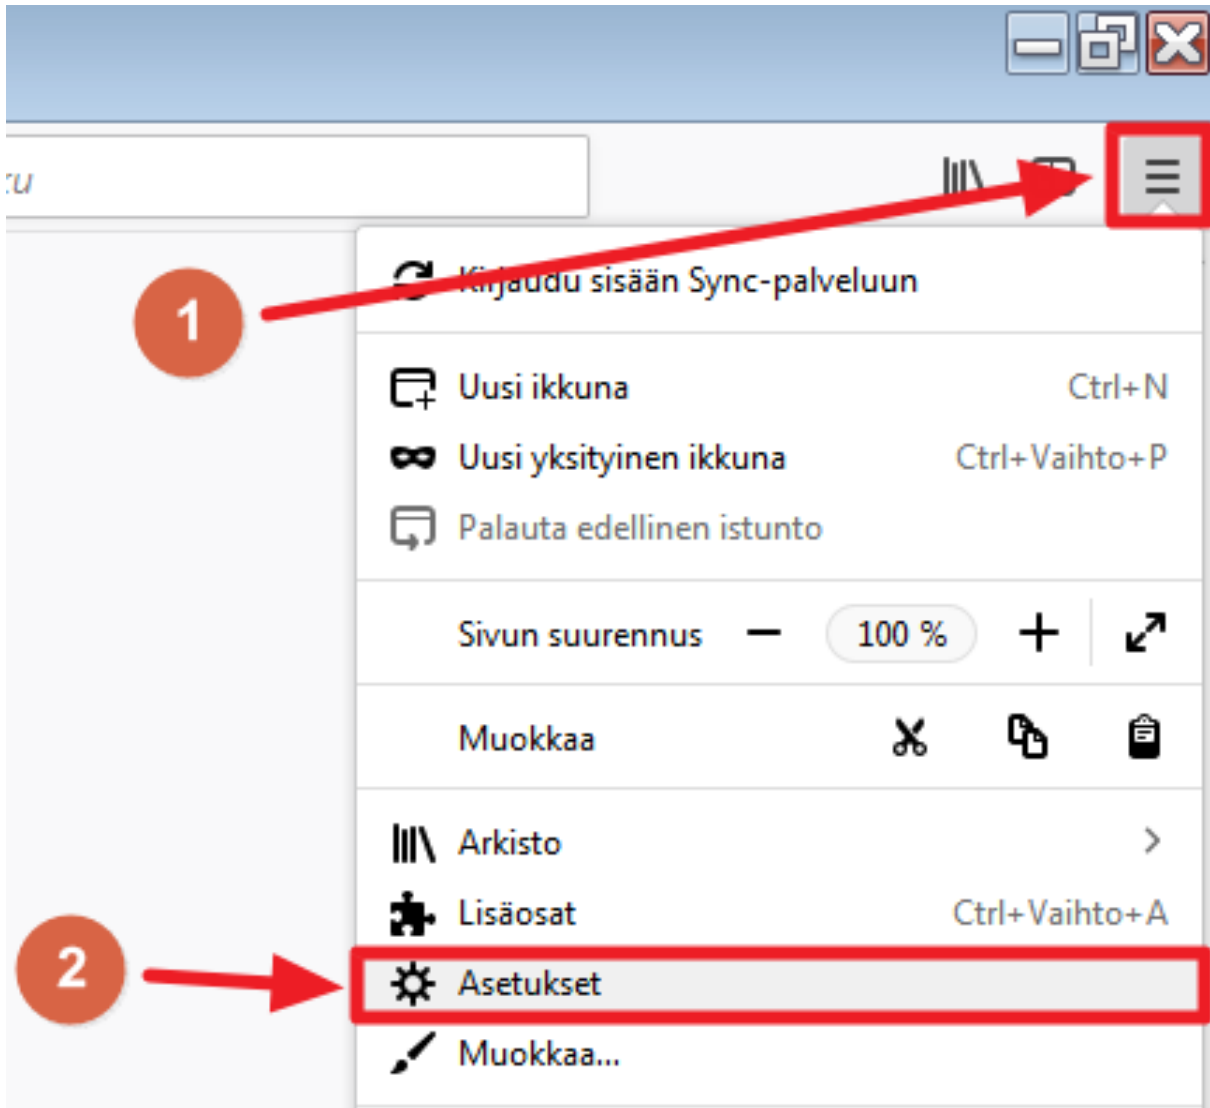 1
Kirjaudu sisään Sync-palveluun
Uusi ikkuna Ctrl+N
Uusi yksityinen ikkuna Ctrl+Vaihto+P
Palauta edellinen istunto
Sivun suurennus 100 %
Muokkaa
Arkisto
Lisäosat Ctrl+Vaihto+A
2
Asetukset
Muokkaa...